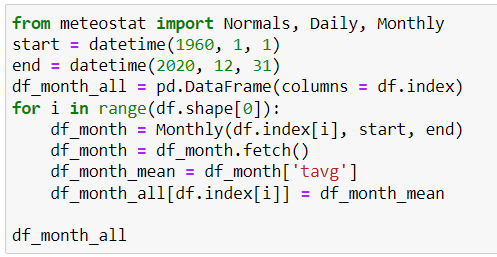 from meteostat import Normals, Daily, Monthly
start = datetime(1960, 1, 1)
end = datetime(2020, 12, 31)
df_month_all = pd.DataFrame(columns = df.index)
for i in range(df.shape[0]):
    df_month = Monthly(df.index[i], start, end)
    df_month = df_month.fetch()
    df_month_mean = df_month['tavg']
    df_month_all[df.index[i]] = df_month_mean

df_month_all